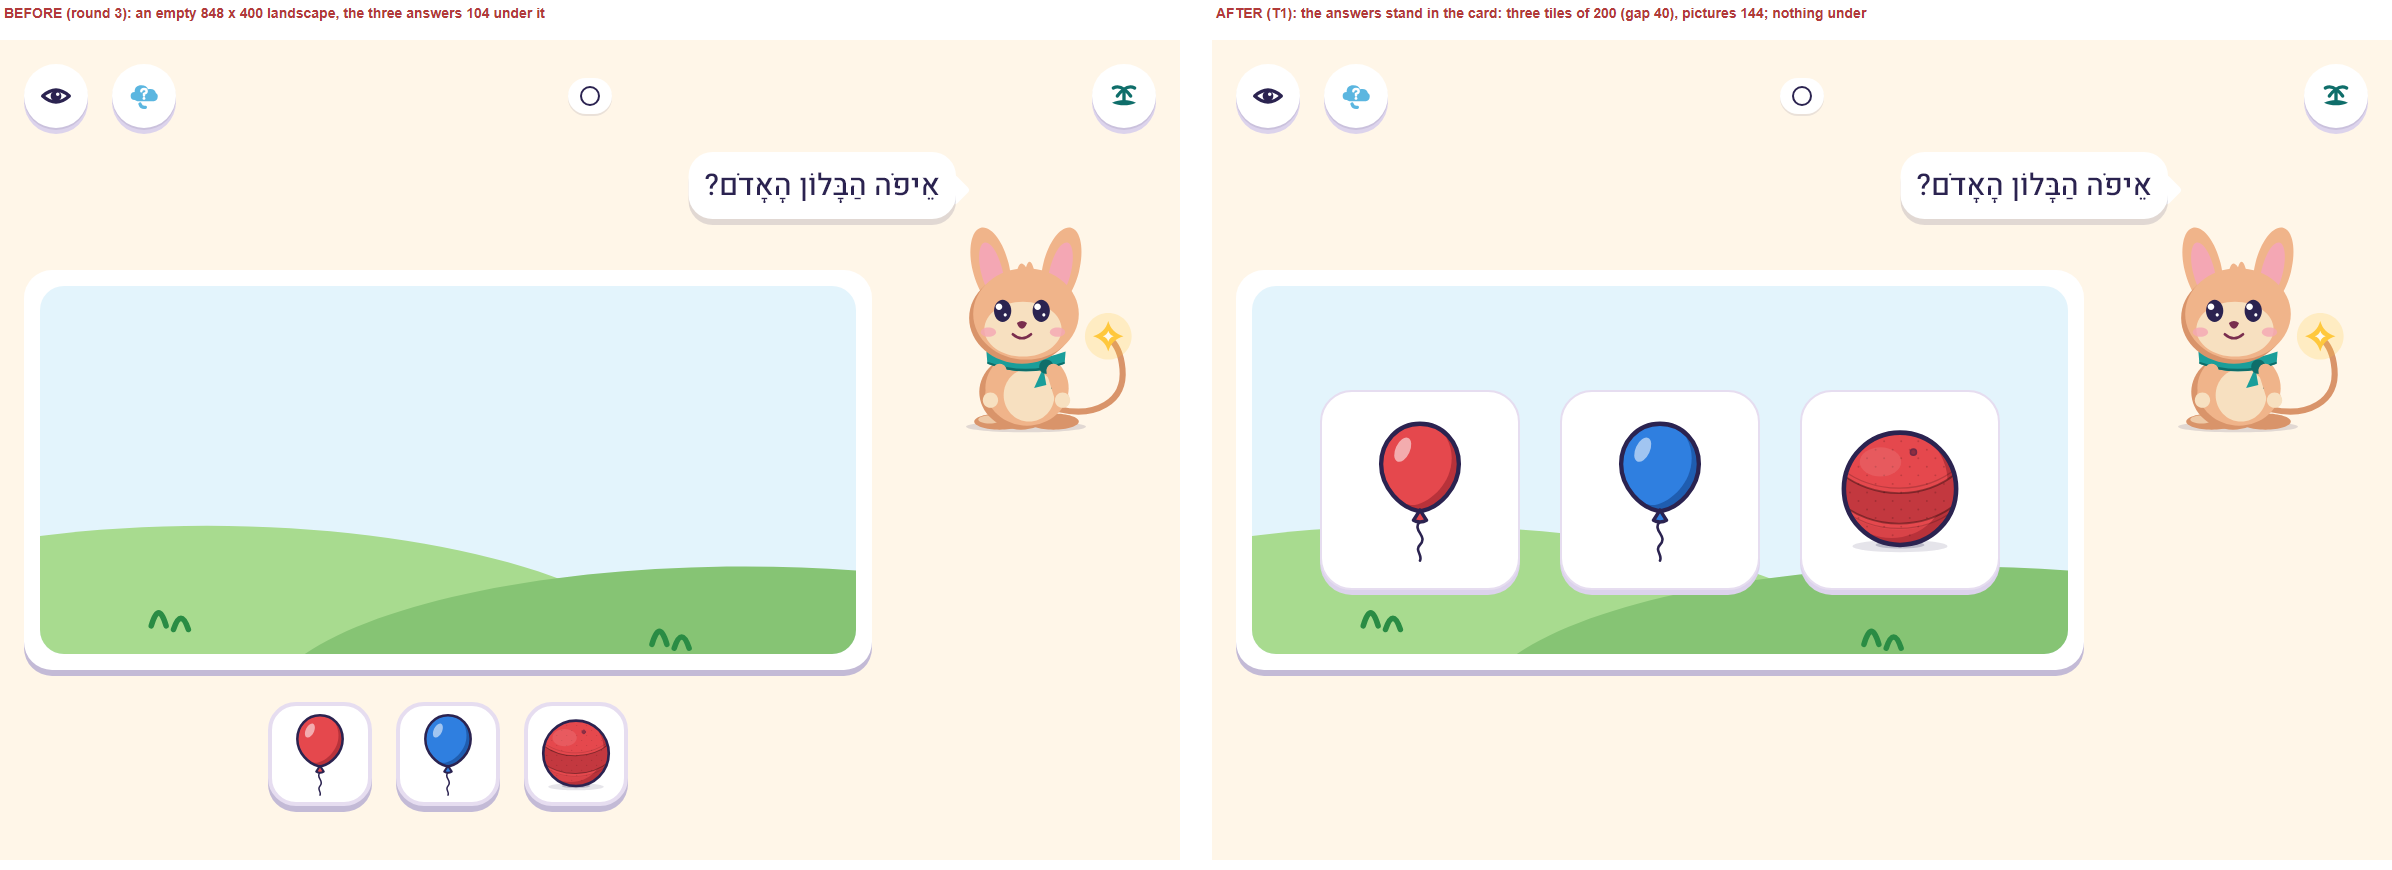 BEFORE (round 3): an empty 848 x 400 landscape, the three answers 104 under it
AFTER (T1): the answers stand in the card: three tiles of 200 (gap 40), pictures 144; nothing under
?
?
אֵיפֹה הַבָּלוֹן הָאָדֹם?
אֵיפֹה הַבָּלוֹן הָאָדֹם?